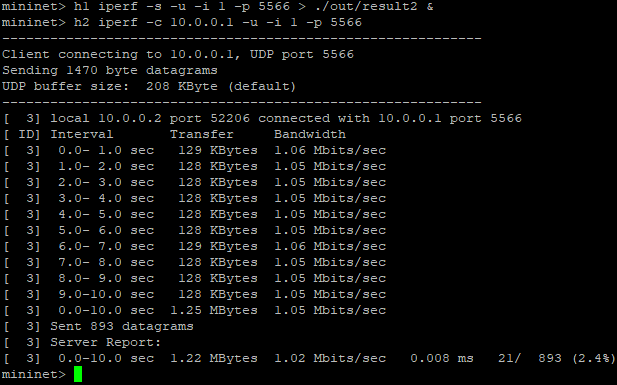 mininet> h1 iperf -s -u -i 1 -p 5566 > ./out/result2 &
mininet> h2 iperf -c 10.0.0.1 -u -i 1 -p 5566
------------------------------------------------------------
Client connecting to 10.0.0.1, UDP port 5566
Sending 1470 byte datagrams
UDP buffer size:  208 KByte (default)
------------------------------------------------------------
[  3] local 10.0.0.2 port 52206 connected with 10.0.0.1 port 5566
[ ID] Interval       Transfer     Bandwidth
[  3]  0.0- 1.0 sec   129 KBytes  1.06 Mbits/sec
[  3]  1.0- 2.0 sec   128 KBytes  1.05 Mbits/sec
[  3]  2.0- 3.0 sec   128 KBytes  1.05 Mbits/sec
[  3]  3.0- 4.0 sec   128 KBytes  1.05 Mbits/sec
[  3]  4.0- 5.0 sec   128 KBytes  1.05 Mbits/sec
[  3]  5.0- 6.0 sec   128 KBytes  1.05 Mbits/sec
[  3]  6.0- 7.0 sec   129 KBytes  1.06 Mbits/sec
[  3]  7.0- 8.0 sec   128 KBytes  1.05 Mbits/sec
[  3]  8.0- 9.0 sec   128 KBytes  1.05 Mbits/sec
[  3]  9.0-10.0 sec   128 KBytes  1.05 Mbits/sec
[  3]  0.0-10.0 sec  1.25 MBytes  1.05 Mbits/sec
[  3] Sent 893 datagrams
[  3] Server Report:
[  3]  0.0-10.0 sec  1.22 MBytes  1.02 Mbits/sec   0.008 ms   21/  893 (2.4%)
mininet>